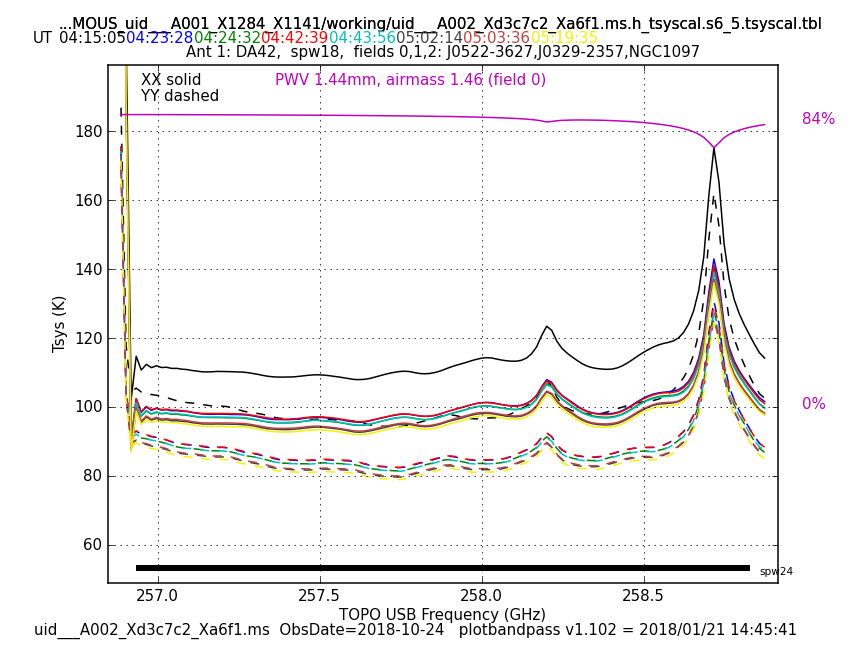 ...MOUS_uid___A001_X1284_X1141/working/uid___A002_Xd3c7c2_Xa6f1.ms.h_tsyscal.s6_5.tsyscal.tbl
UT 04:15:05 04:23:28 04:24:32 04:42:39 04:43:56 05:02:14 05:03:36 05:19:35
Ant 1: DA42,  spw18,  fields 0,1,2: J0522-3627,J0329-2357,NGC1097
XX solid
PWV 1.44mm, airmass 1.46 (field 0)
YY dashed
84%
0%
180
160
140
120
100
80
60
Tsys (K)
spw24
257.0 257.5 258.0 258.5
TOPO USB Frequency (GHz)
uid___A002_Xd3c7c2_Xa6f1.ms  ObsDate=2018-10-24   plotbandpass v1.102 = 2018/01/21 14:45:41